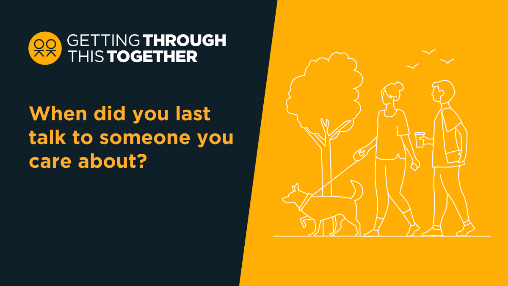 GETTING THROUGH
THIS TOGETHER
When did you last
talk to someone you
care about?